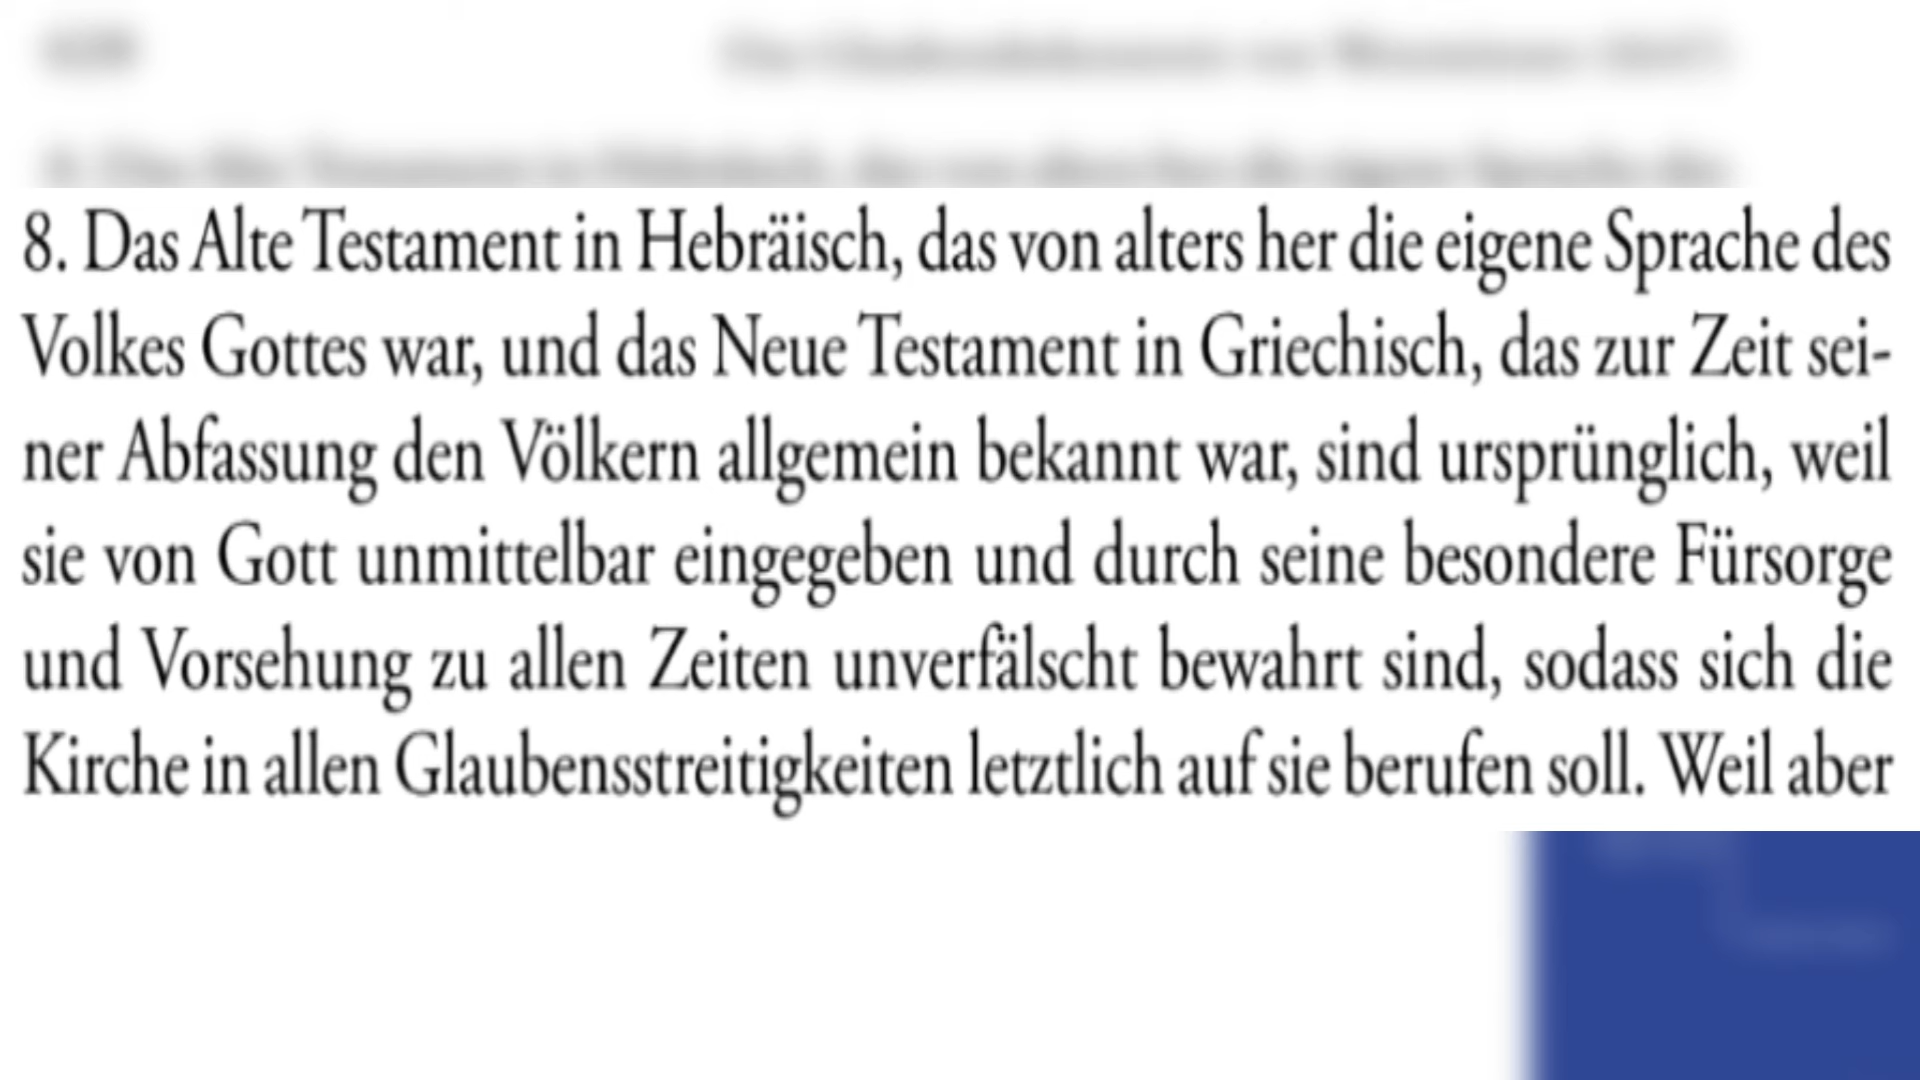 8. Das Alte Testament in Hebräisch, das von alters her die eigene Sprache des
Volkes Gottes war, und das Neue Testament in Griechisch, das zur Zeit sei-
ner Abfassung den Völkern allgemein bekannt war, sind ursprünglich, weil
sie von Gott unmittelbar eingegeben und durch seine besondere Fürsorge
und Vorsehung zu allen Zeiten unverfälscht bewahrt sind, sodass sich die
Kirche in allen Glaubensstreitigkeiten letztlich auf sie berufen soll. Weil aber